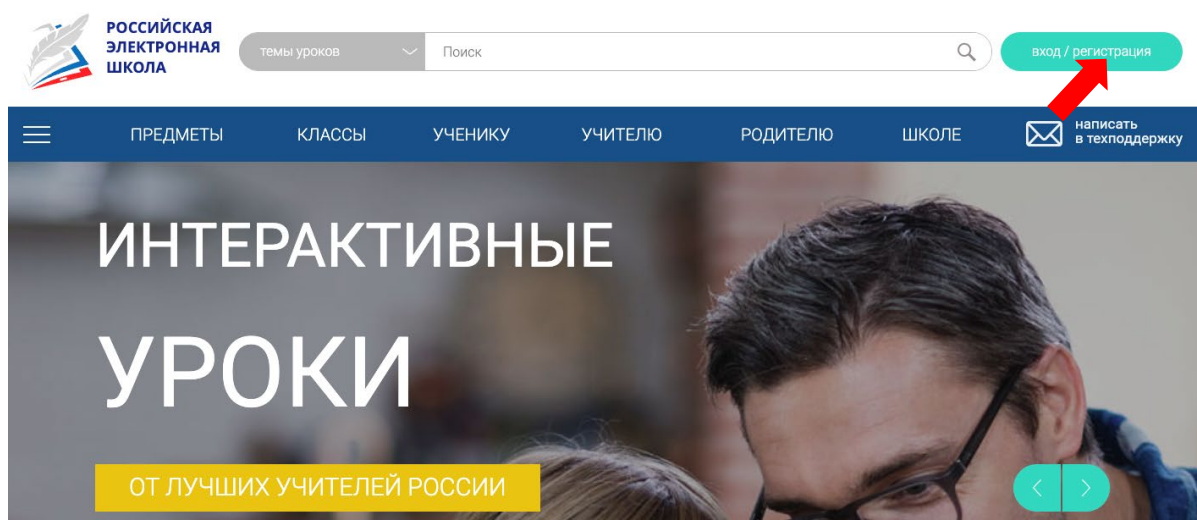 РОССИЙСКАЯ
ЭЛЕКТРОННАЯ
ШКОЛА
темы уроков
Поиск
вход / регистрация
ПРЕДМЕТЫ
КЛАССЫ
УЧЕНИКУ
УЧИТЕЛЮ
РОДИТЕЛЮ
ШКОЛЕ
написать
в техподдержку
ИНТЕРАКТИВНЫЕ
УРОКИ
ОТ ЛУЧШИХ УЧИТЕЛЕЙ РОССИИ